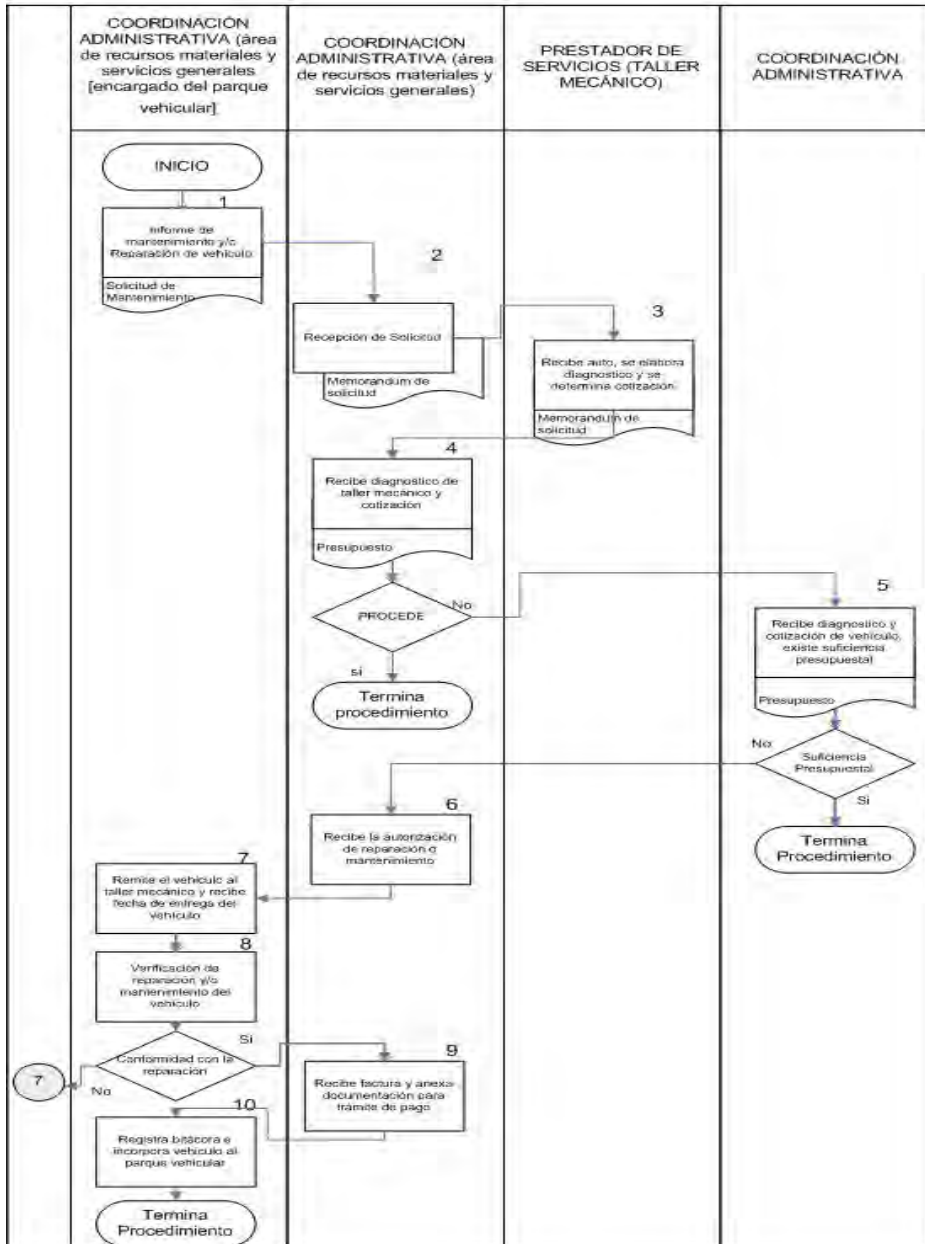 COORDINACIÓN
ADMINISTRATIVA (área
de recursos materiales y
servicios generales
[encargado del parque
vehicular]
COORDINACIÓN
ADMINISTRATIVA (área
de recursos materiales y
servicios generales)
PRESTADOR DE
SERVICIOS (TALLER
MECÁNICO)
COORDINACIÓN
ADMINISTRATIVA
INICIO
1
Informe de
mantenimiento y/o
Reparación de vehículo
Solicitud de
Mantenimiento
2
Recepción de Solicitud
Memorandum de
solicitud
3
Recibe auto, se elabora
diagnostico y se
determina cotización
Memorandum de
solicitud
4
Recibe diagnostico de
taller mecánico y
cotización
Presupuesto
PROCEDE
No
si
Termina
procedimiento
5
Recibe diagnostico y
cotización de vehículo,
existe suficiencia
presupuestal
Presupuesto
Suficiencia
Presupuestal
No
Si
Termina
Procedimiento
6
Recibe la autorización
de reparación o
mantenimiento
7
Remite el vehículo al
taller mecánico y recibe
fecha de entrega del
vehículo
8
Verificación de
reparación y/o
mantenimiento del
vehículo
Conformidad con la
reparación
Si
No
7
9
Recibe factura y anexa
documentación para
trámite de pago
10
Registra bitácora e
incorpora vehículo al
parque vehicular
Termina
Procedimiento